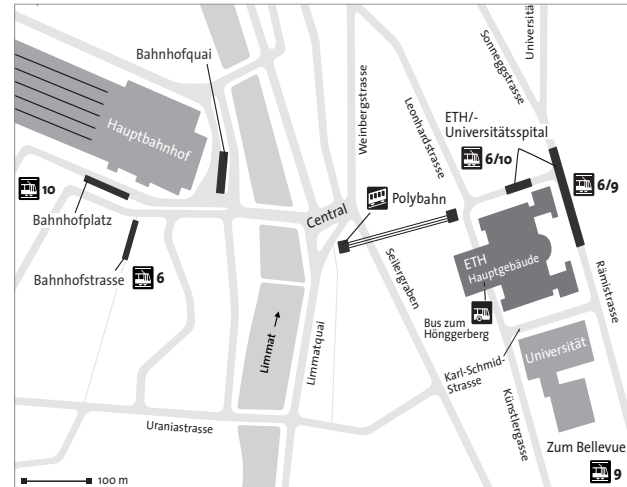 Bahnhofquai
Hauptbahnhof
10
Bahnhofplatz
Bahnhofstrasse
6
Weinbergstrasse
Leonhardstrasse
Sonneggstrasse
Universität
ETH/-
Universitätsspital
6/10
6/9
Central
Polybahn
Seilergraben
ETH
Hauptgebäude
Rämistrasse
Bus zum
Hönggerberg
Limmat
Limmatquai
Karl-Schmid-
Strasse
Universität
Künstlergasse
Uraniastrasse
Zum Bellevue
9
100 m